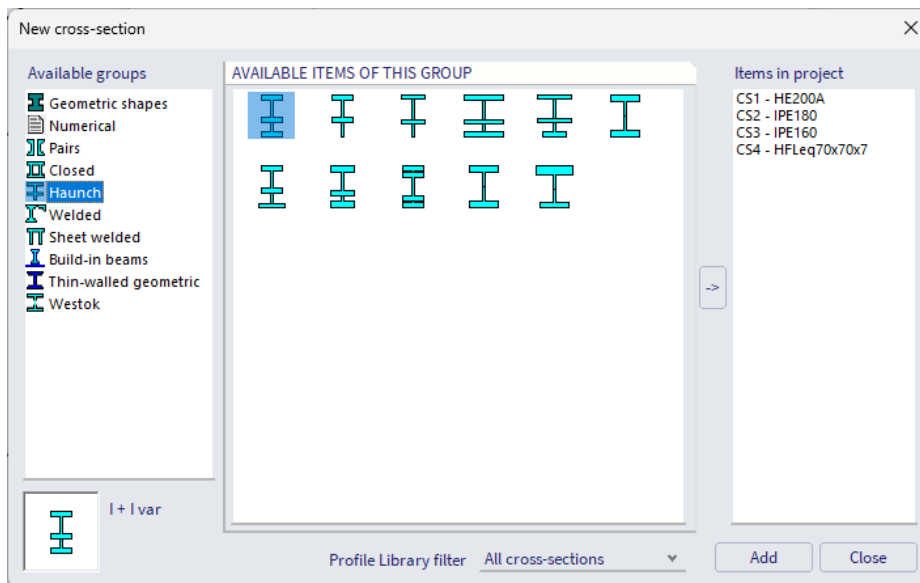 New cross-section
Available groups
Geometric shapes
Numerical
Pairs
Closed
Haunch
Welded
Sheet welded
Build-in beams
Thin-walled geometric
Westok
I + I var
AVAILABLE ITEMS OF THIS GROUP
->
Items in project
CS1 - HE200A
CS2 - IPE180
CS3 - IPE160
CS4 - HFLeq70x70x7
Profile Library filter All cross-sections
Add Close